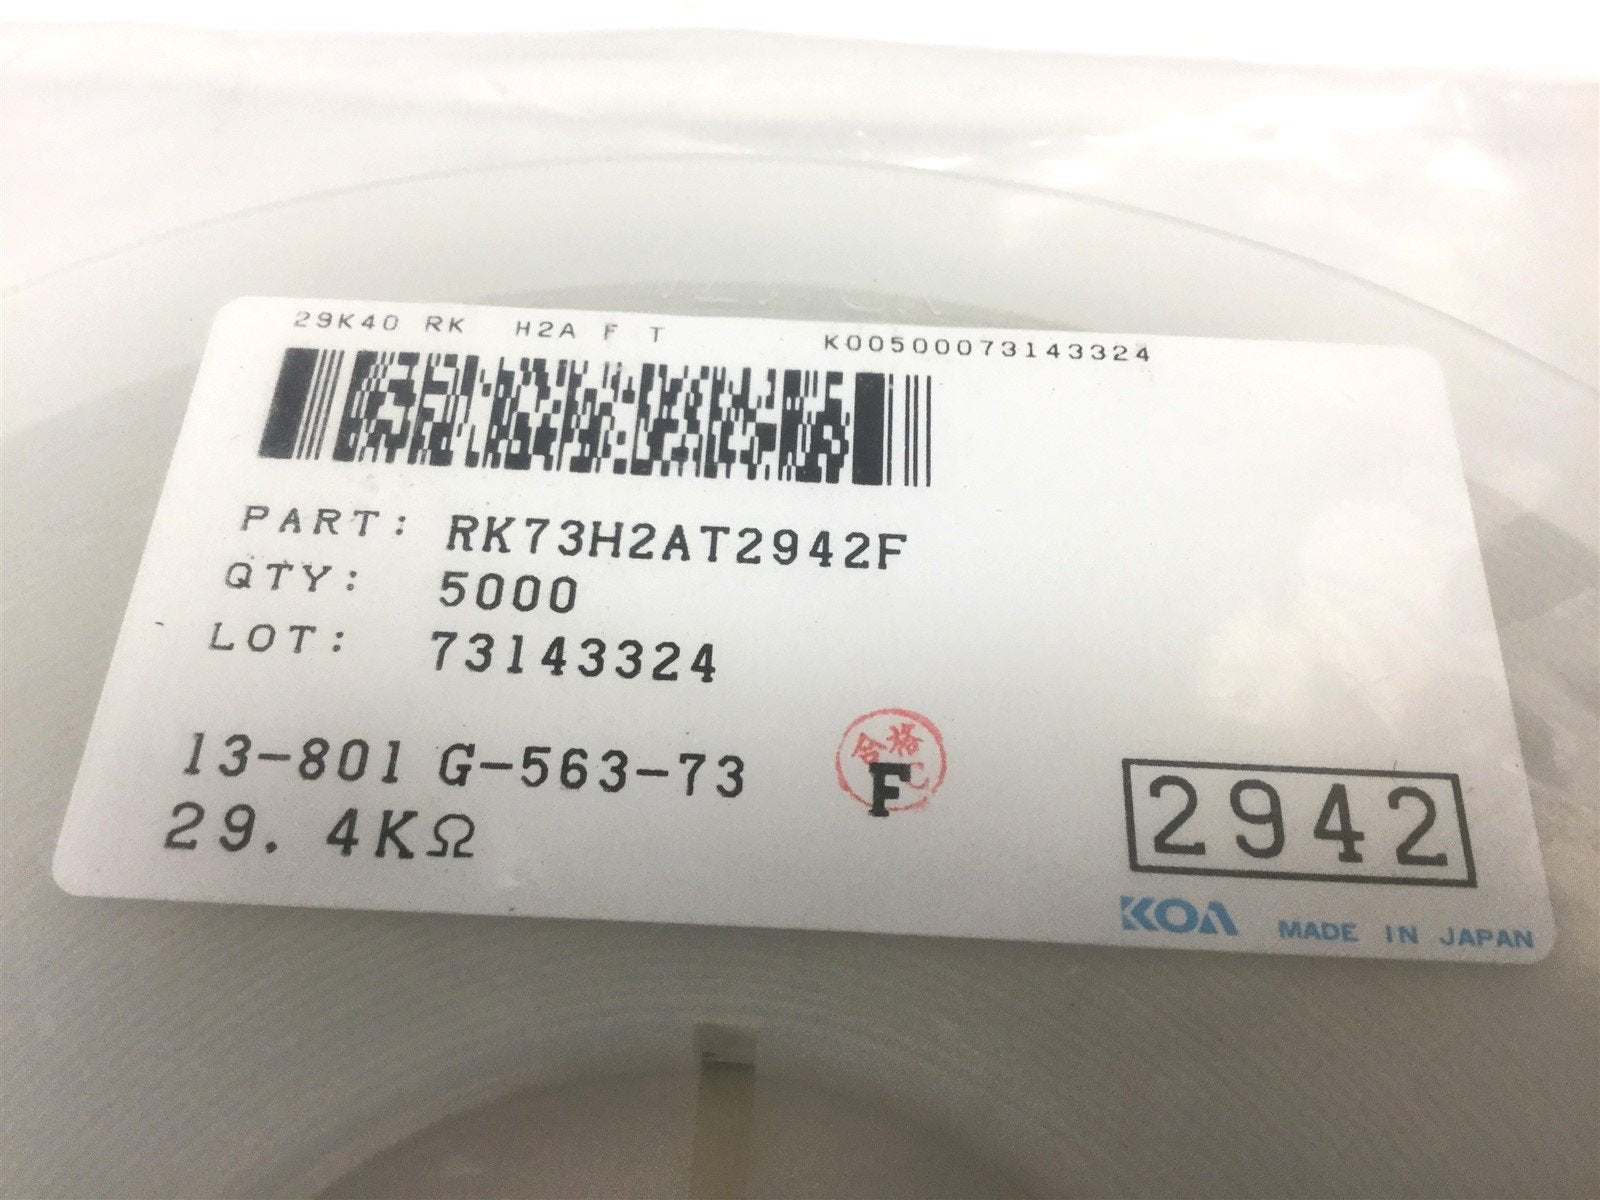 29K40 RK H2A F T K00500073143324
PART: RK73H2AT2942F
QTY: 5000
LOT: 73143324
合格
13-801 G-563-73 F C
29.4KΩ
2942
KOA MADE IN JAPAN